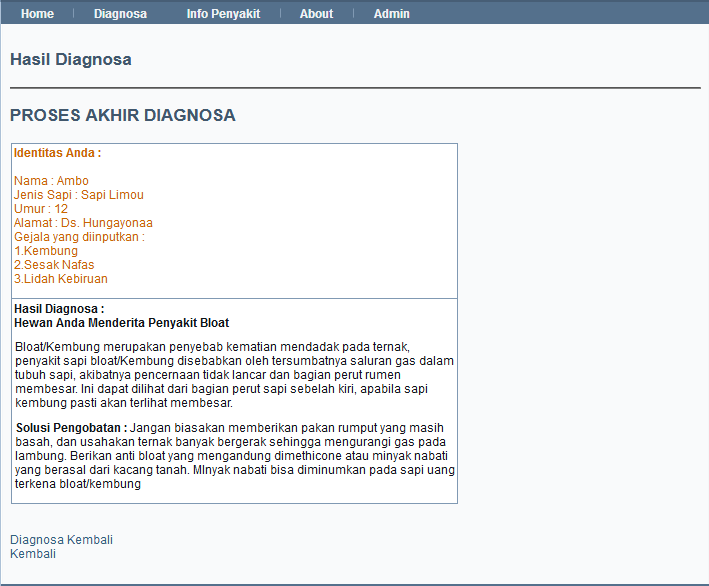 Home Diagnosa Info Penyakit About Admin
Hasil Diagnosa
PROSES AKHIR DIAGNOSA
Identitas Anda :
Nama : Ambo
Jenis Sapi : Sapi Limou
Umur : 12
Alamat : Ds. Hungayonaa
Gejala yang diinputkan :
1.Kembung
2.Sesak Nafas
3.Lidah Kebiruan
Hasil Diagnosa :
Hewan Anda Menderita Penyakit Bloat
Bloat/Kembung merupakan penyebab kematian mendadak pada ternak,
penyakit sapi bloat/Kembung disebabkan oleh tersumbatnya saluran gas dalam
tubuh sapi, akibatnya pencernaan tidak lancar dan bagian perut rumen
membesar. Ini dapat dilihat dari bagian perut sapi sebelah kiri, apabila sapi
kembung pasti akan terlihat membesar.
Solusi Pengobatan : Jangan biasakan memberikan pakan rumput yang masih
basah, dan usahakan ternak banyak bergerak sehingga mengurangi gas pada
lambung. Berikan anti bloat yang mengandung dimethicone atau minyak nabati
yang berasal dari kacang tanah. MInyak nabati bisa diminumkan pada sapi uang
terkena bloat/kembung
Diagnosa Kembali
Kembali